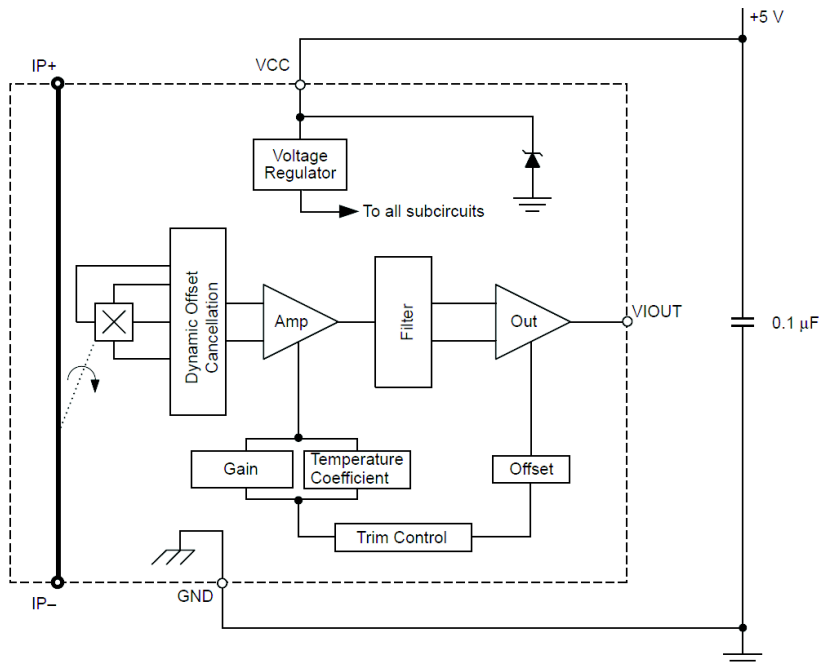 +5 V
IP+
VCC
Voltage
Regulator
To all subcircuits
Dynamic Offset
Cancellation
Amp
Filter
Out
VIOUT
0.1 µF
Gain
Temperature
Coefficient
Offset
Trim Control
GND
IP–